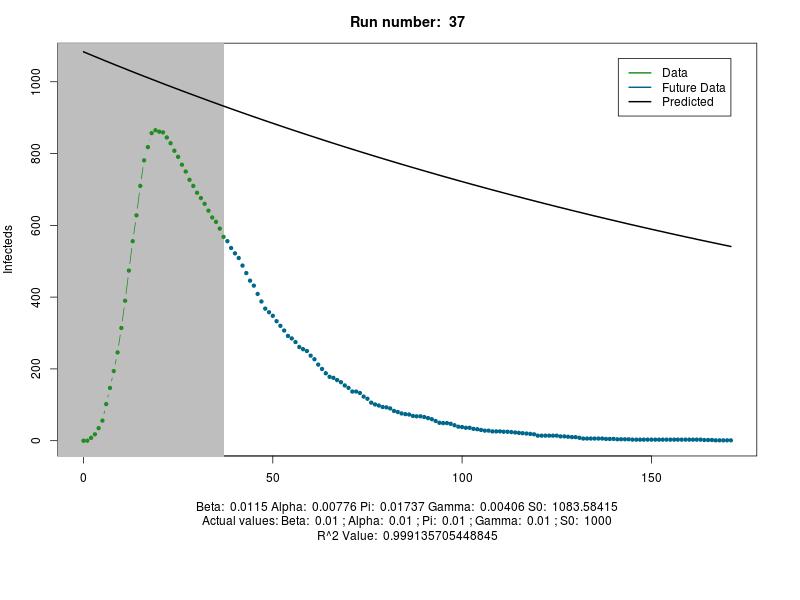 Run number: 37
Data
Future Data
Predicted
Infecteds
1000
800
600
400
200
0
0 50 100 150
Beta: 0.0115 Alpha: 0.00776 Pi: 0.01737 Gamma: 0.00406 S0: 1083.58415
Actual values: Beta: 0.01 ; Alpha: 0.01 ; Pi: 0.01 ; Gamma: 0.01 ; S0: 1000
R^2 Value: 0.999135705448845